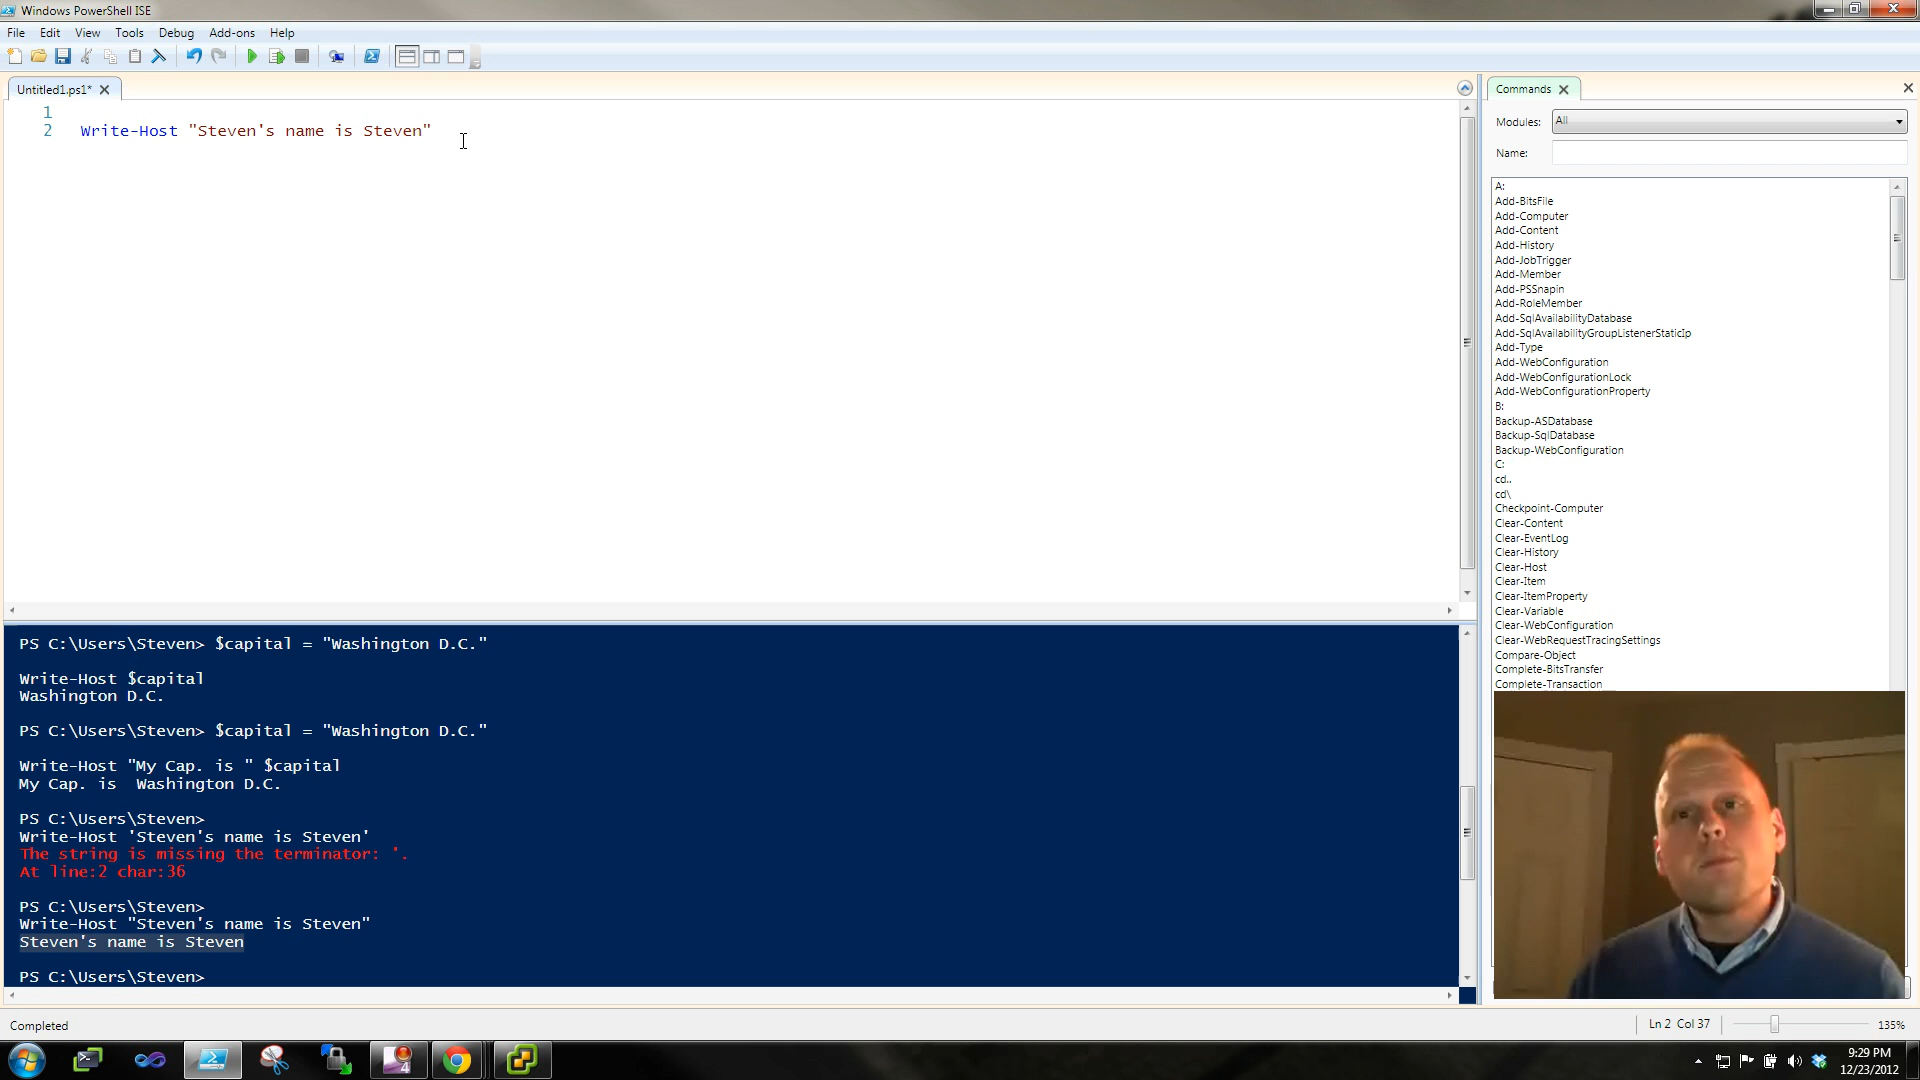 Windows PowerShell ISE
File Edit View Tools Debug Add-ons Help
Untitled1.ps1*
1
2 Write-Host "Steven's name is Steven"
PS C:\Users\Steven> $capital = "Washington D.C."
Write-Host $capital
Washington D.C.
PS C:\Users\Steven> $capital = "Washington D.C."
Write-Host "My Cap. is " $capital
My Cap. is  Washington D.C.
PS C:\Users\Steven>
Write-Host 'Steven's name is Steven'
The string is missing the terminator: '.
At line:2 char:36
PS C:\Users\Steven>
Write-Host "Steven's name is Steven"
Steven's name is Steven
PS C:\Users\Steven>
Commands
Modules: All
Name:
A:
Add-BitsFile
Add-Computer
Add-Content
Add-History
Add-JobTrigger
Add-Member
Add-PSSnapin
Add-RoleMember
Add-SqlAvailabilityDatabase
Add-SqlAvailabilityGroupListenerStaticIp
Add-Type
Add-WebConfiguration
Add-WebConfigurationLock
Add-WebConfigurationProperty
B:
Backup-ASDatabase
Backup-SqlDatabase
Backup-WebConfiguration
C:
cd..
cd\
Checkpoint-Computer
Clear-Content
Clear-EventLog
Clear-History
Clear-Host
Clear-Item
Clear-ItemProperty
Clear-Variable
Clear-WebConfiguration
Clear-WebRequestTracingSettings
Compare-Object
Complete-BitsTransfer
Complete-Transaction
Completed
Ln 2 Col 37
135%
4
9:29 PM
12/23/2012